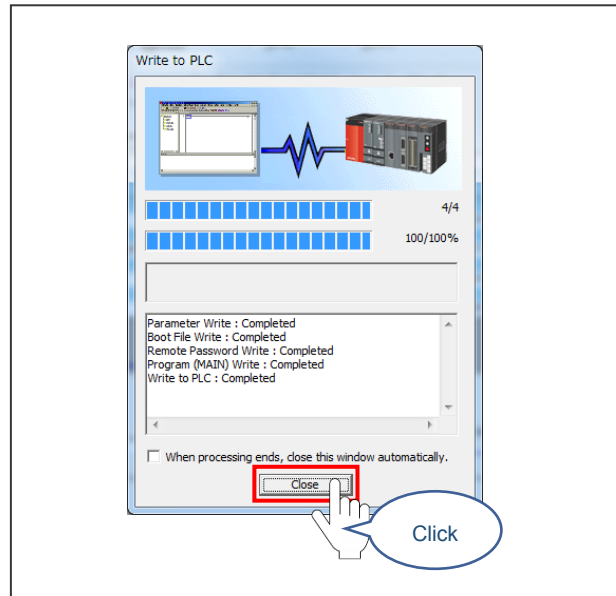 Write to PLC
4/4
100/100%
Parameter Write : Completed
Boot File Write : Completed
Remote Password Write : Completed
Program (MAIN) Write : Completed
Write to PLC : Completed
When processing ends, close this window automatically.
Close
Click